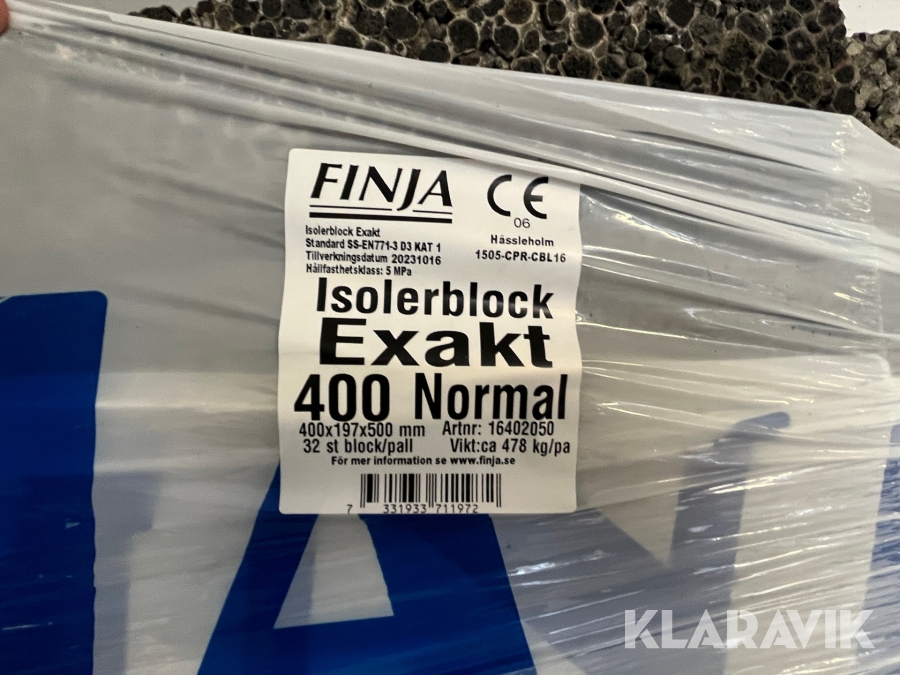 FINJA
CE
06
Hässleholm
1505-CPR-CBL16
Isolerblock Exakt
Standard SS-EN771-3 D3 KAT 1
Tillverkningsdatum 20231016
Hållfasthetsklass: 5 MPa
Isolerblock
Exakt
400 Normal
400x197x500 mm Artnr: 16402050
32 st block/pall Vikt:ca 478 kg/pa
För mer information se www.finja.se
7 331933 711972
KLARAVIK